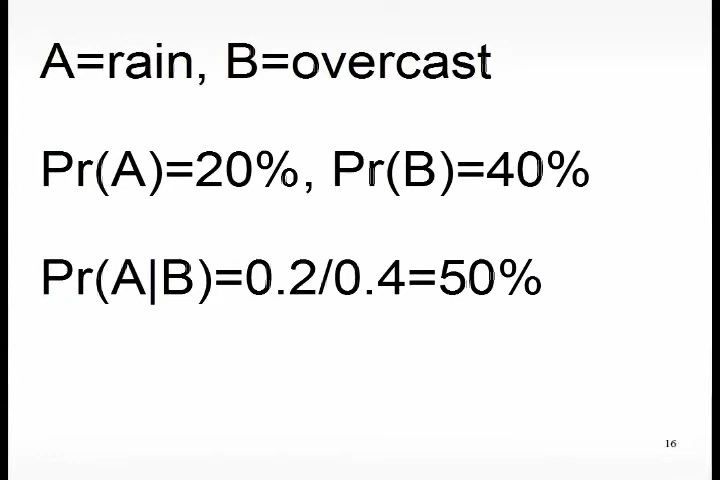 A=rain, B=overcast
Pr(A)=20%, Pr(B)=40%
Pr(A|B)=0.2/0.4=50%
16